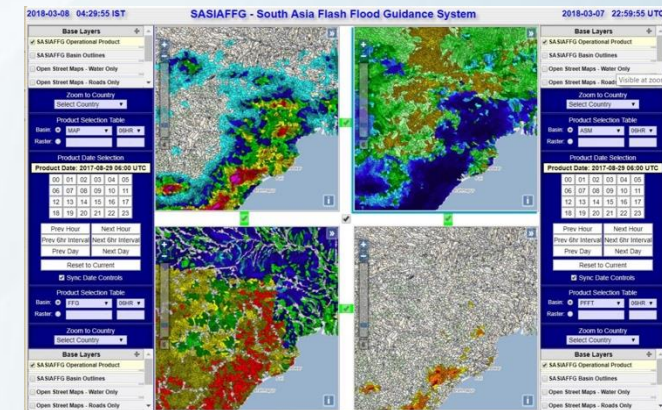 2018-03-08 04:29:55 IST
SASIAFFG - South Asia Flash Flood Guidance System
2018-03-07 22:59:55 UTC
Base Layers
SASIAFFG Operational Product
SASIAFFG Basin Outlines
Open Street Maps - Water Only
Open Street Maps - Roads Only
Zoom to Country
Select Country
Product Selection Table
Basin: MAP 06HR
Raster:
Product Date Selection
Product Date: 2017-08-29 06:00 UTC
00 01 02 03 04 05
06 07 08 09 10 11
12 13 14 15 16 17
18 19 20 21 22 23
Prev Hour Next Hour
Prev 6hr Interval Next 6hr Interval
Prev Day Next Day
Reset to Current
Sync Date Controls
Product Selection Table
Basin: FFG 06HR
Raster:
Zoom to Country
Select Country
Base Layers
SASIAFFG Operational Product
SASIAFFG Basin Outlines
Open Street Maps - Water Only
Open Street Maps - Roads Only
Base Layers
SASIAFFG Operational Product
SASIAFFG Basin Outlines
Open Street Maps - Water Only
Open Street Maps - Roads
Visible at zoom
Zoom to Country
Select Country
Product Selection Table
Basin: ASM 06HR
Raster:
Product Date Selection
Product Date: 2017-08-29 06:00 UTC
00 01 02 03 04 05
06 07 08 09 10 11
12 13 14 15 16 17
18 19 20 21 22 23
Prev Hour Next Hour
Prev 6hr Interval Next 6hr Interval
Prev Day Next Day
Reset to Current
Sync Date Controls
Product Selection Table
Basin: PFFT 06HR
Raster:
Zoom to Country
Select Country
Base Layers
SASIAFFG Operational Product
SASIAFFG Basin Outlines
Open Street Maps - Water Only
Open Street Maps - Roads Only